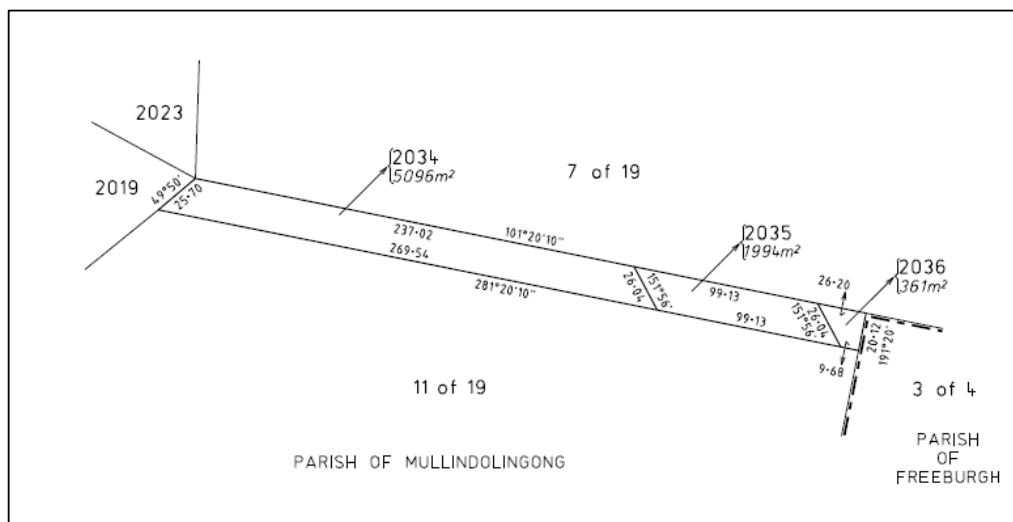 2023
2019
49°50'
25·70
2034
5096m²
7 of 19
237·02
101°20'10"
269·54
281°20'10"
26·04
151°56'
2035
1994m²
99·13
99·13
26·20
2036
361m²
26·04
151°56'
20·12
191°20'
9·68
11 of 19
3 of 4
PARISH OF MULLINDOLINGONG
PARISH
OF
FREEBURGH